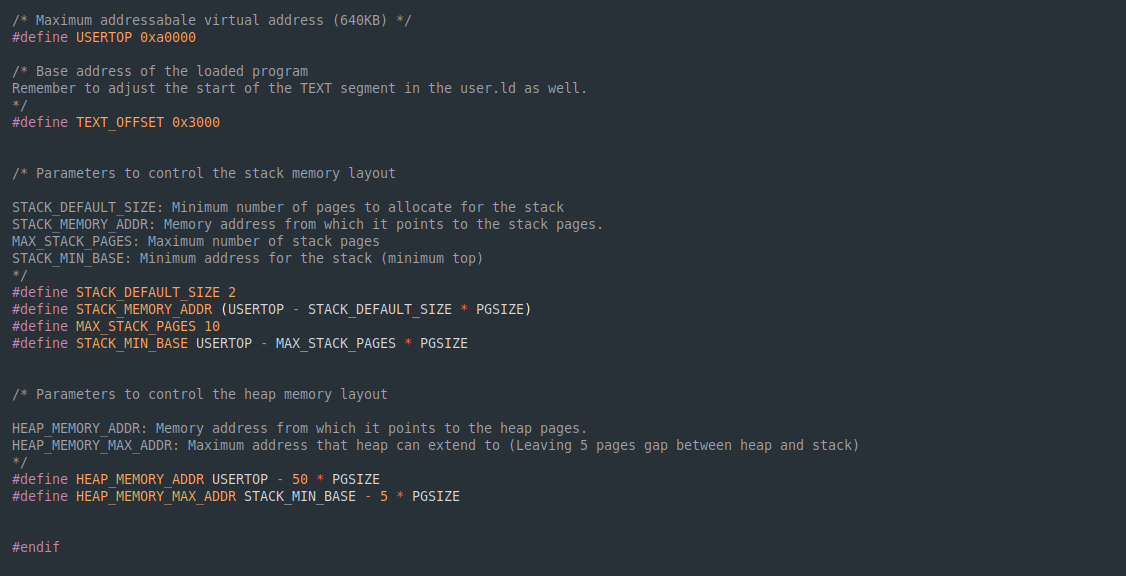 /* Maximum addressabale virtual address (640KB) */
#define USERTOP 0xa0000
/* Base address of the loaded program
Remember to adjust the start of the TEXT segment in the user.ld as well.
*/
#define TEXT_OFFSET 0x3000
/* Parameters to control the stack memory layout
STACK_DEFAULT_SIZE: Minimum number of pages to allocate for the stack
STACK_MEMORY_ADDR: Memory address from which it points to the stack pages.
MAX_STACK_PAGES: Maximum number of stack pages
STACK_MIN_BASE: Minimum address for the stack (minimum top)
*/
#define STACK_DEFAULT_SIZE 2
#define STACK_MEMORY_ADDR (USERTOP - STACK_DEFAULT_SIZE * PGSIZE)
#define MAX_STACK_PAGES 10
#define STACK_MIN_BASE USERTOP - MAX_STACK_PAGES * PGSIZE
/* Parameters to control the heap memory layout
HEAP_MEMORY_ADDR: Memory address from which it points to the heap pages.
HEAP_MEMORY_MAX_ADDR: Maximum address that heap can extend to (Leaving 5 pages gap between heap and stack)
*/
#define HEAP_MEMORY_ADDR USERTOP - 50 * PGSIZE
#define HEAP_MEMORY_MAX_ADDR STACK_MIN_BASE - 5 * PGSIZE
#endif